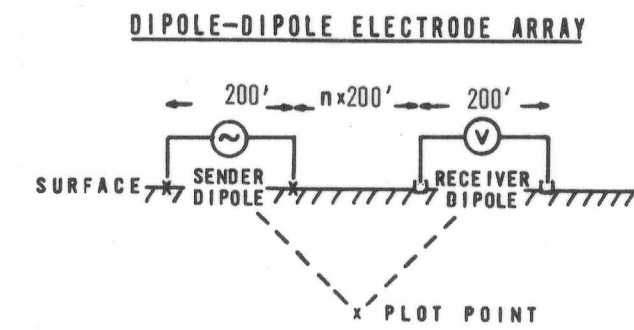 DIPOLE-DIPOLE ELECTRODE ARRAY
200' n x 200' 200'
~ V
SURFACE SENDER DIPOLE RECEIVER DIPOLE
x PLOT POINT